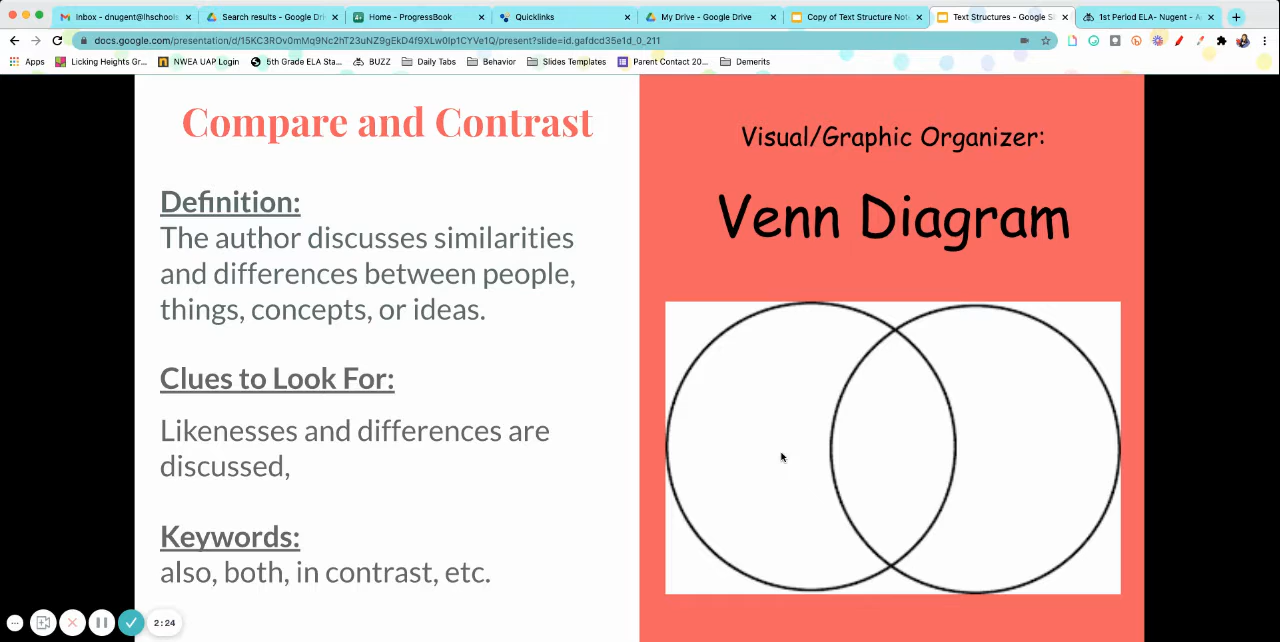 Inbox - dnugent@lhschools
Search results - Google Dri
Home - ProgressBook
Quicklinks
My Drive - Google Drive
Copy of Text Structure Not
Text Structures - Google Sl
1st Period ELA- Nugent - A
docs.google.com/presentation/d/15KC3ROv0mMq9Nc2hT23uNZ9gEkD4f9XLw0Ip1CYVe1Q/present?slide=id.gafdcd35e1d_0_211
Apps
Licking Heights Gr...
NWEA UAP Login
5th Grade ELA Sta...
BUZZ
Daily Tabs
Behavior
Slides Templates
Parent Contact 20...
Demerits
Compare and Contrast
Definition:
The author discusses similarities
and differences between people,
things, concepts, or ideas.
Clues to Look For:
Likenesses and differences are
discussed,
Keywords:
also, both, in contrast, etc.
Visual/Graphic Organizer:
Venn Diagram
2:24